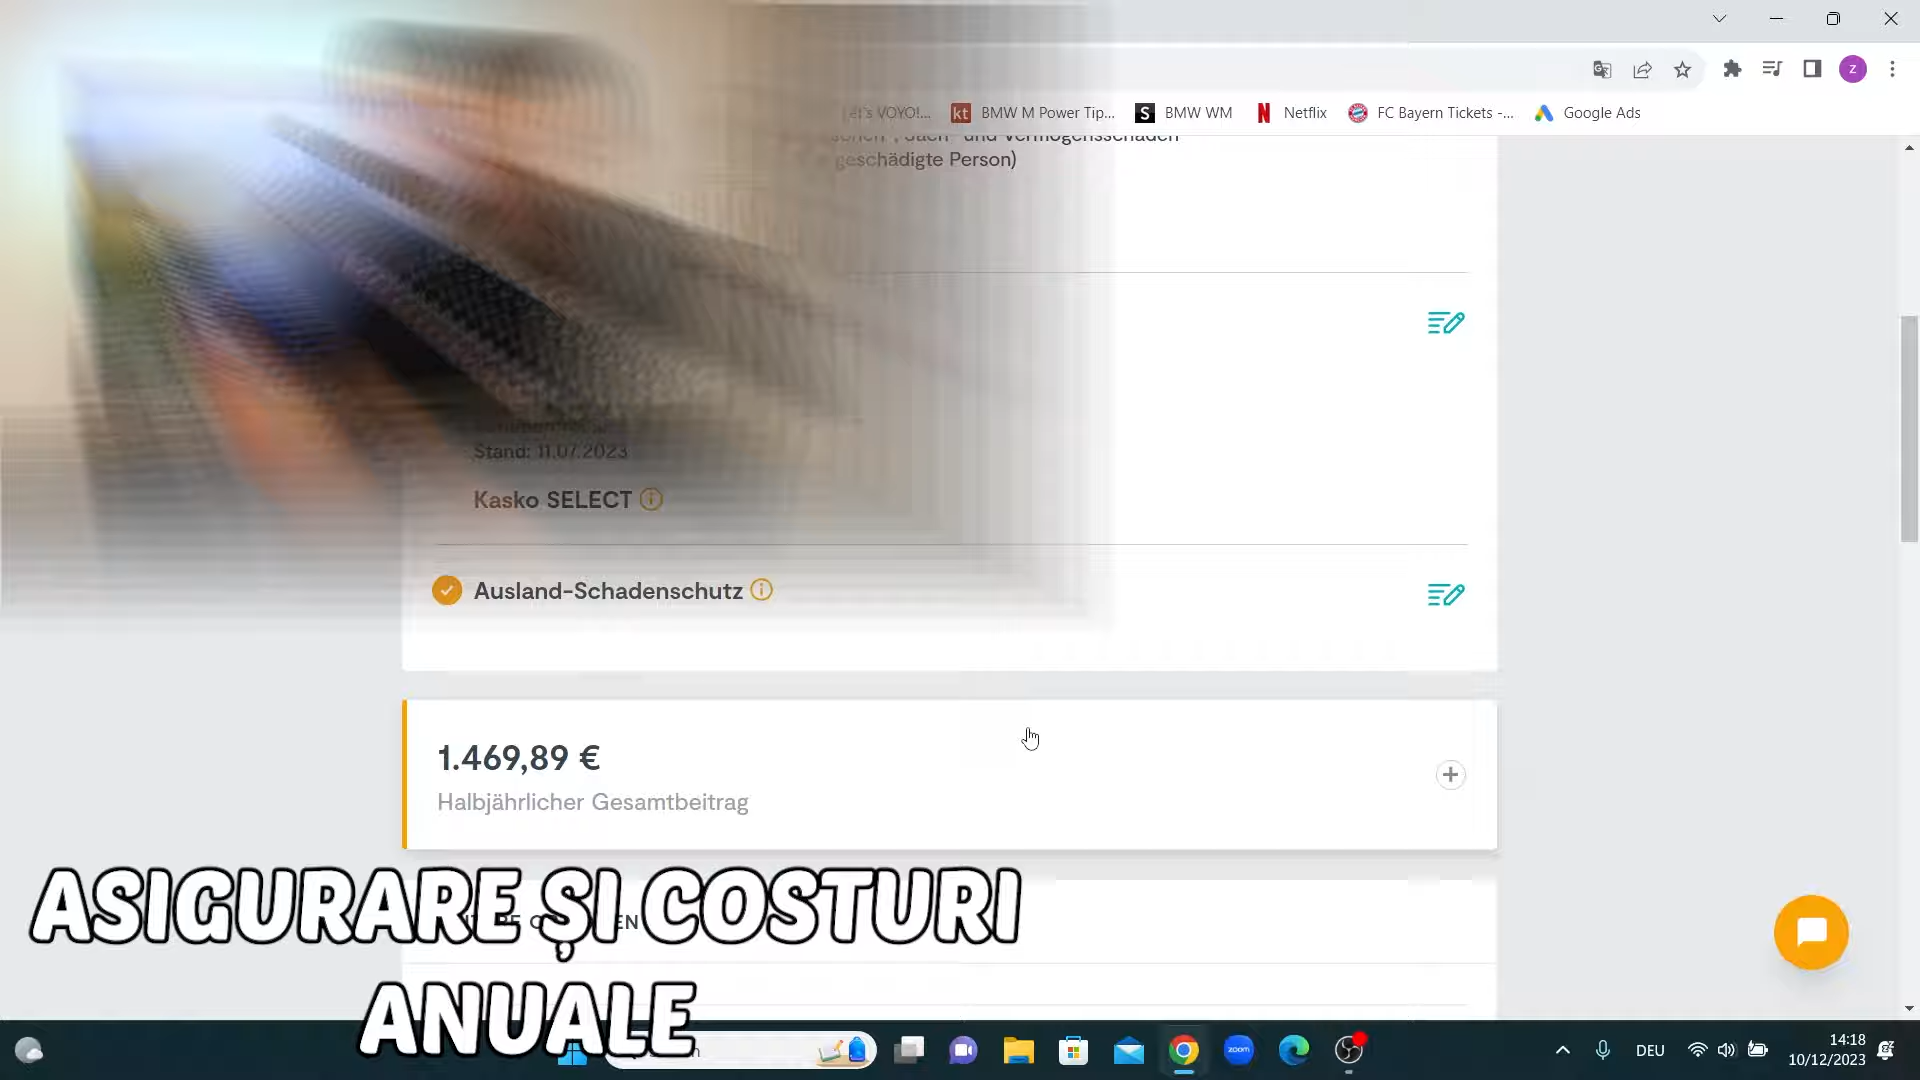 BMW M Power Tip...
BMW WM
Netflix
FC Bayern Tickets -...
Google Ads
geschädigte Person)
Stand: 11.07.2023
Kasko SELECT
Ausland-Schadenschutz
1.469,89 €
Halbjährlicher Gesamtbeitrag
ASIGURARE ȘI COSTURI
ANUALE
zoom
DEU
14:18
10/12/2023